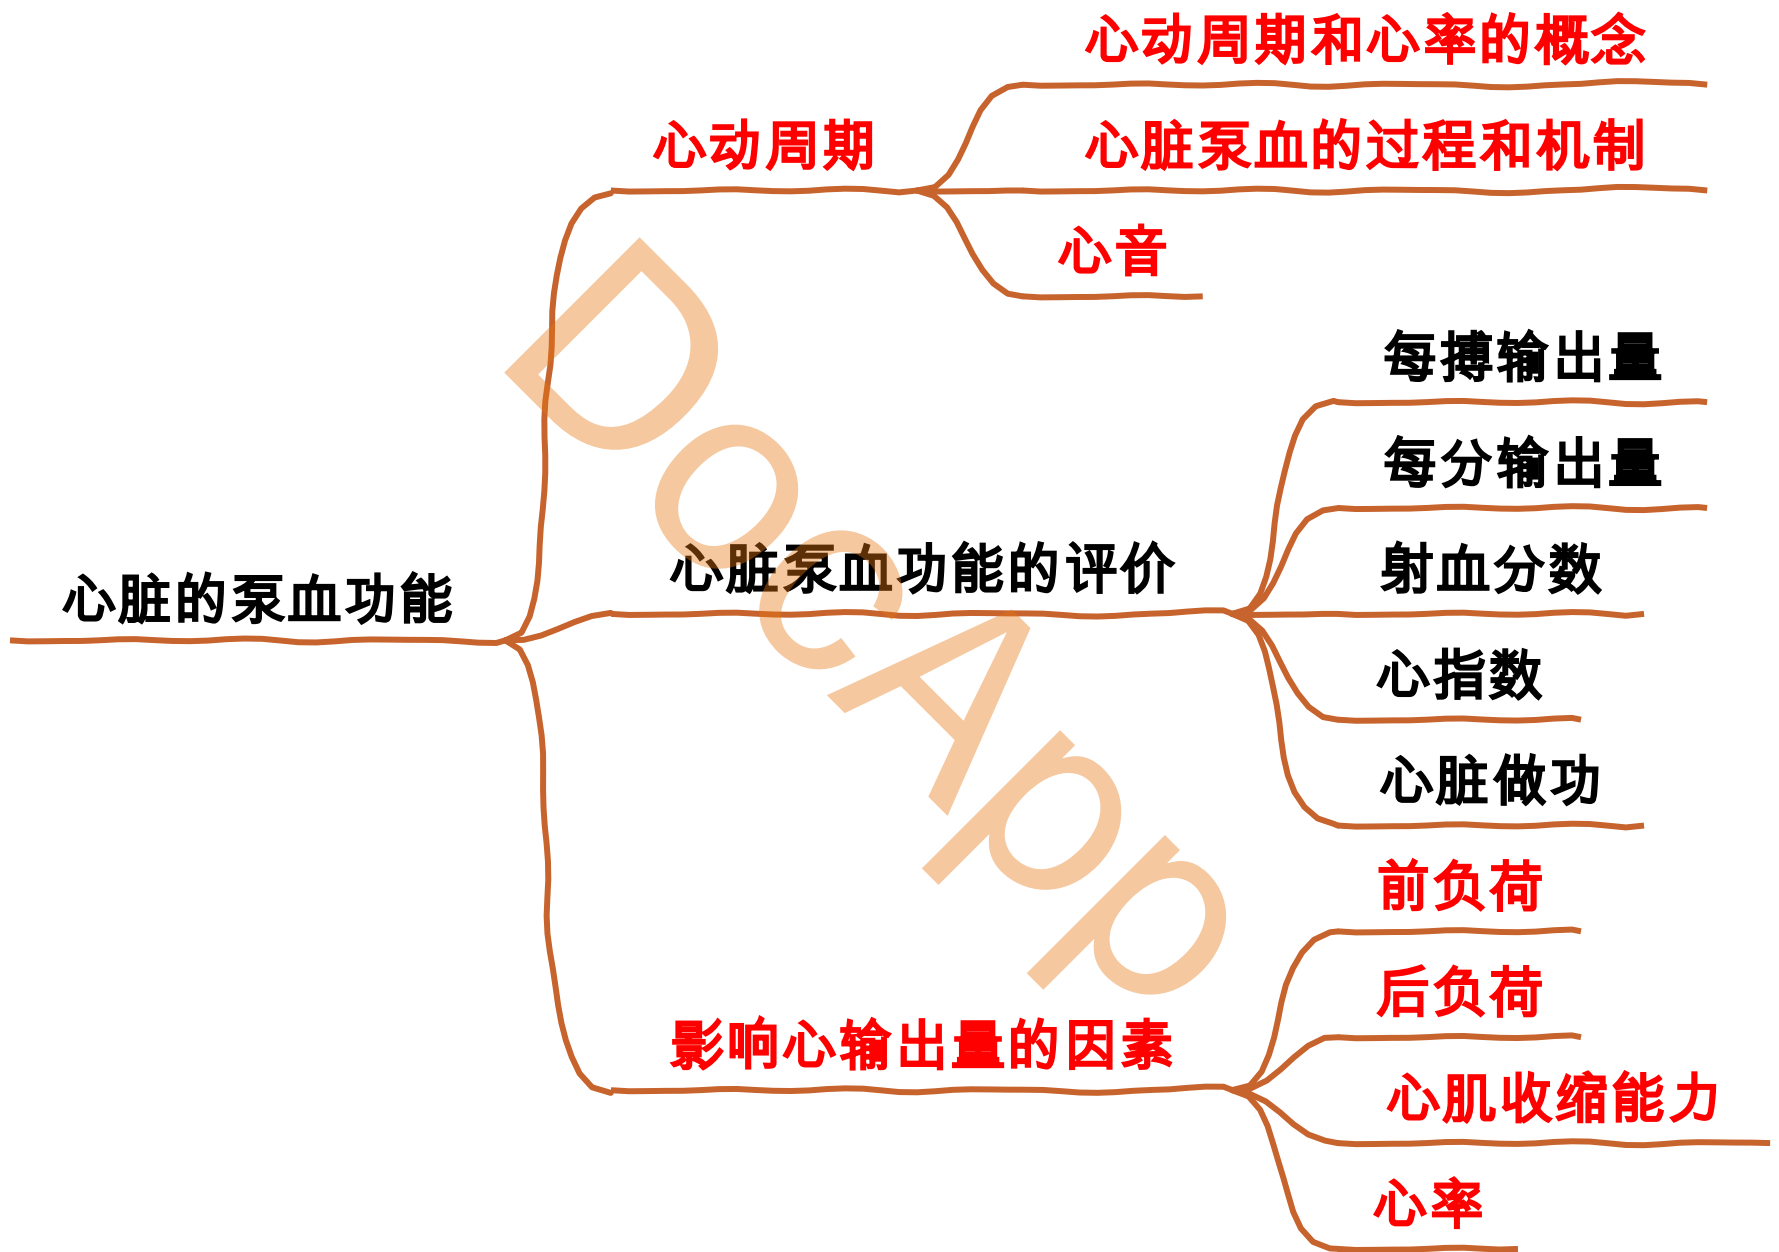 心脏的泵血功能
心动周期
心动周期和心率的概念
心脏泵血的过程和机制
心音
心脏泵血功能的评价
每搏输出量
每分输出量
射血分数
心指数
心脏做功
影响心输出量的因素
前负荷
后负荷
心肌收缩能力
心率
DocApp